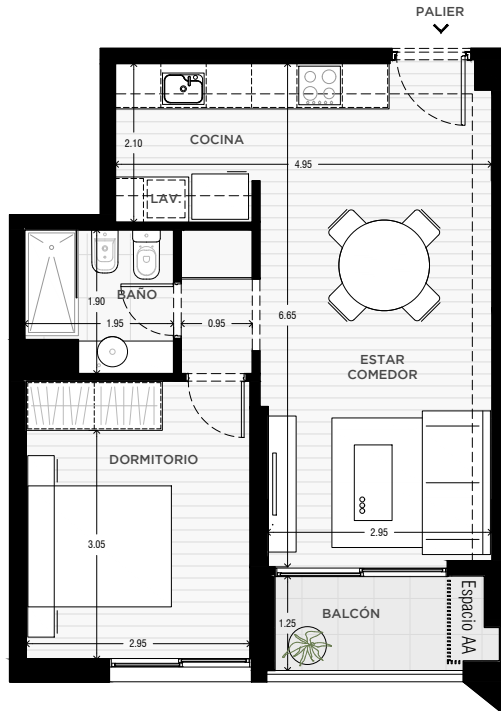 PALIER
COCINA
2.10
4.95
LAV.
BAÑO
1.90
1.95
0.95
6.65
ESTAR
COMEDOR
DORMITORIO
3.05
2.95
2.95
BALCÓN
1.25
Espacio AA